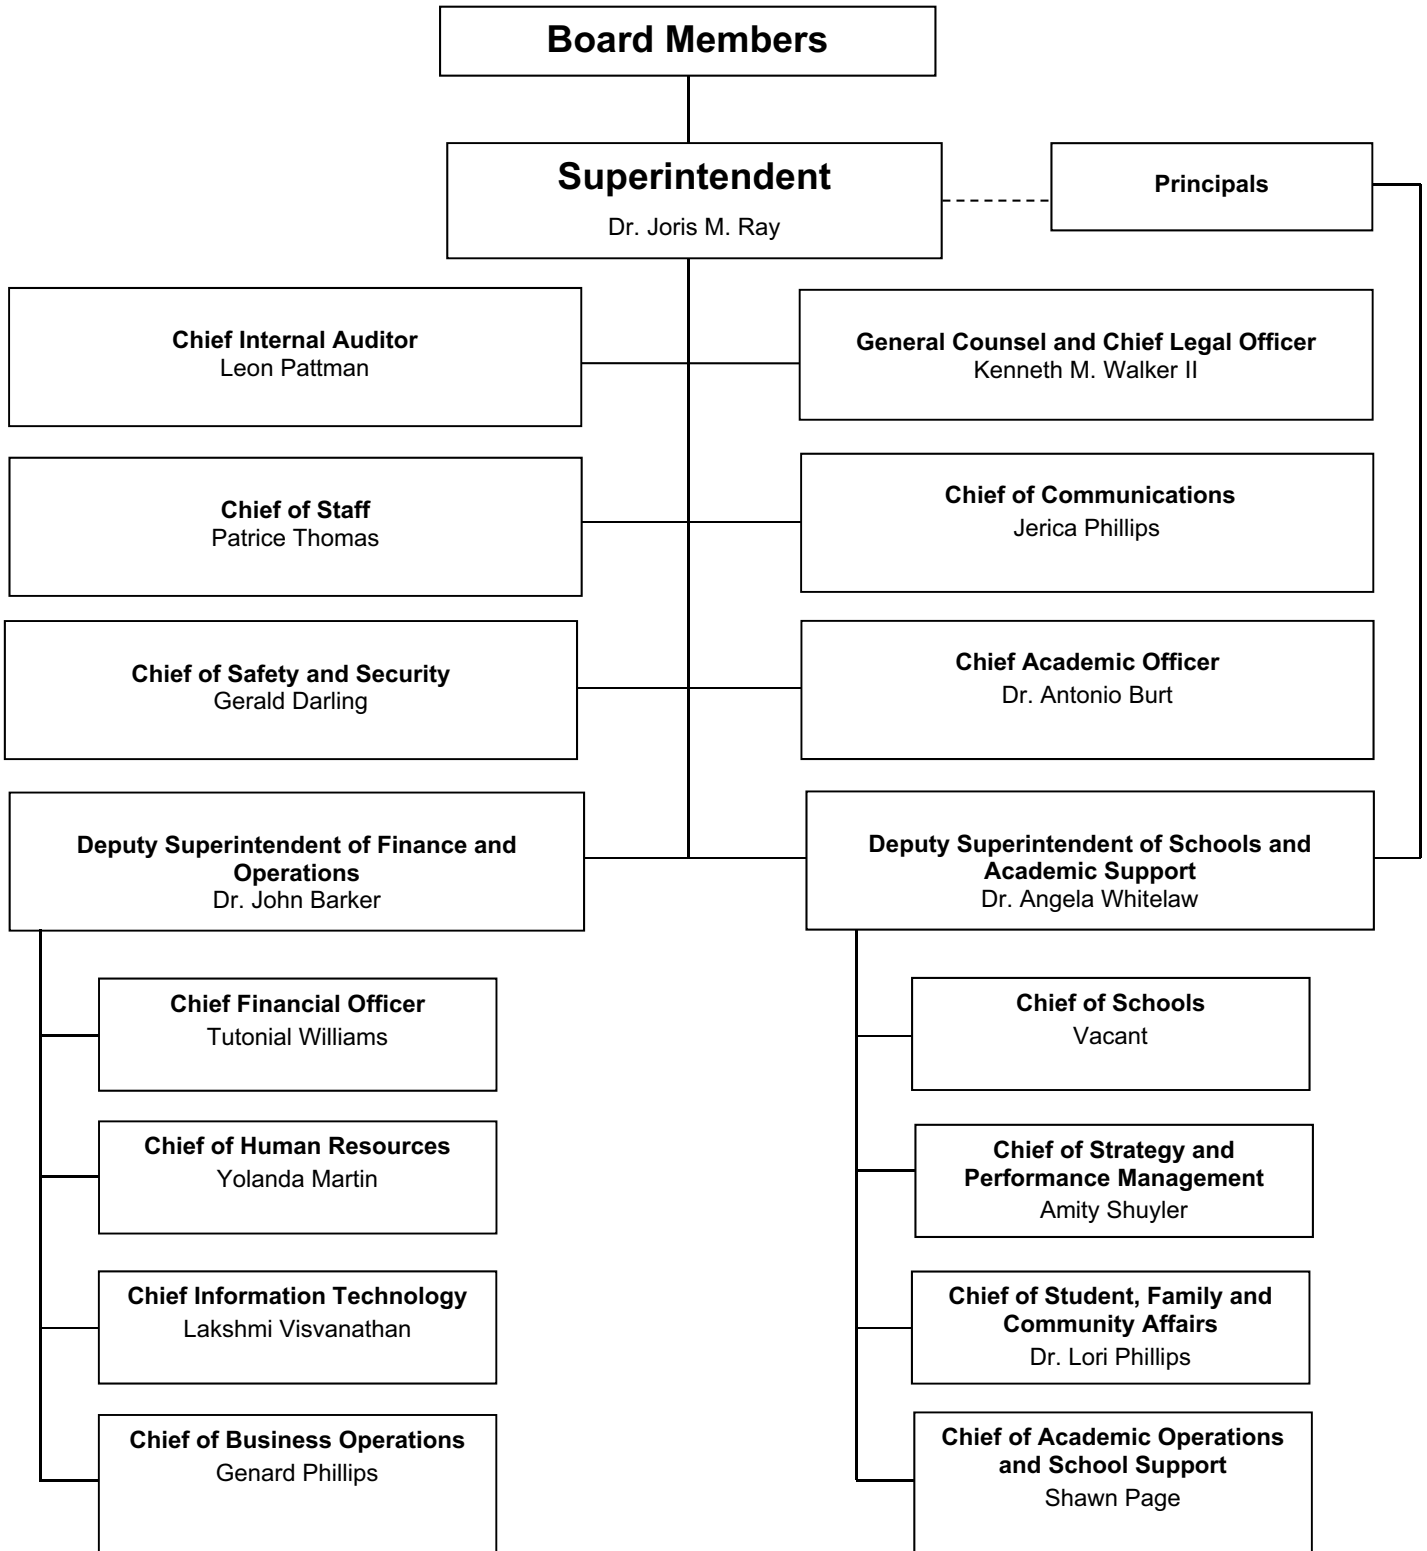 Board Members
Superintendent
Dr. Joris M. Ray
Principals
Chief Internal Auditor
Leon Pattman
General Counsel and Chief Legal Officer
Kenneth M. Walker II
Chief of Staff
Patrice Thomas
Chief of Communications
Jerica Phillips
Chief of Safety and Security
Gerald Darling
Chief Academic Officer
Dr. Antonio Burt
Deputy Superintendent of Finance and
Operations
Dr. John Barker
Deputy Superintendent of Schools and
Academic Support
Dr. Angela Whitelaw
Chief Financial Officer
Tutonial Williams
Chief of Human Resources
Yolanda Martin
Chief Information Technology
Lakshmi Visvanathan
Chief of Business Operations
Genard Phillips
Chief of Schools
Vacant
Chief of Strategy and
Performance Management
Amity Shuyler
Chief of Student, Family and
Community Affairs
Dr. Lori Phillips
Chief of Academic Operations
and School Support
Shawn Page